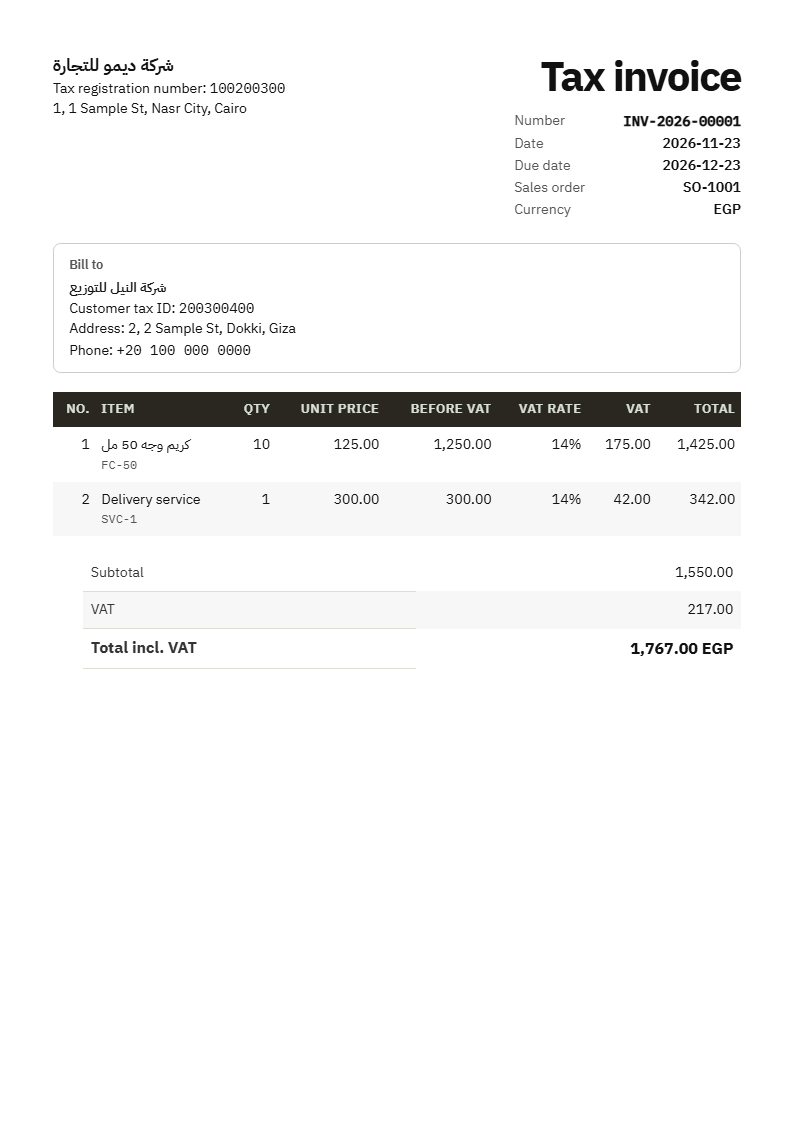 شركة ديمو للتجارة
Tax registration number: 100200300
1, 1 Sample St, Nasr City, Cairo
Tax invoice
Number INV-2026-00001
Date 2026-11-23
Due date 2026-12-23
Sales order SO-1001
Currency EGP
Bill to
شركة النيل للتوزيع
Customer tax ID: 200300400
Address: 2, 2 Sample St, Dokki, Giza
Phone: +20 100 000 0000
NO. ITEM QTY UNIT PRICE BEFORE VAT VAT RATE VAT TOTAL
1 كريم وجه 50 مل 10 125.00 1,250.00 14% 175.00 1,425.00
FC-50
2 Delivery service 1 300.00 300.00 14% 42.00 342.00
SVC-1
Subtotal 1,550.00
VAT 217.00
Total incl. VAT 1,767.00 EGP